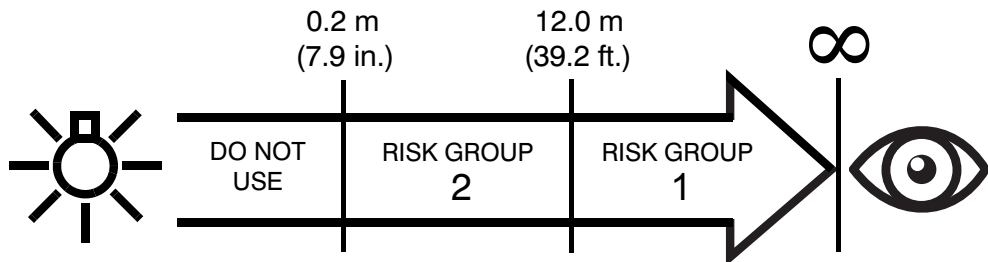 0.2 m
(7.9 in.)
12.0 m
(39.2 ft.)
∞
DO NOT
USE
RISK GROUP
2
RISK GROUP
1